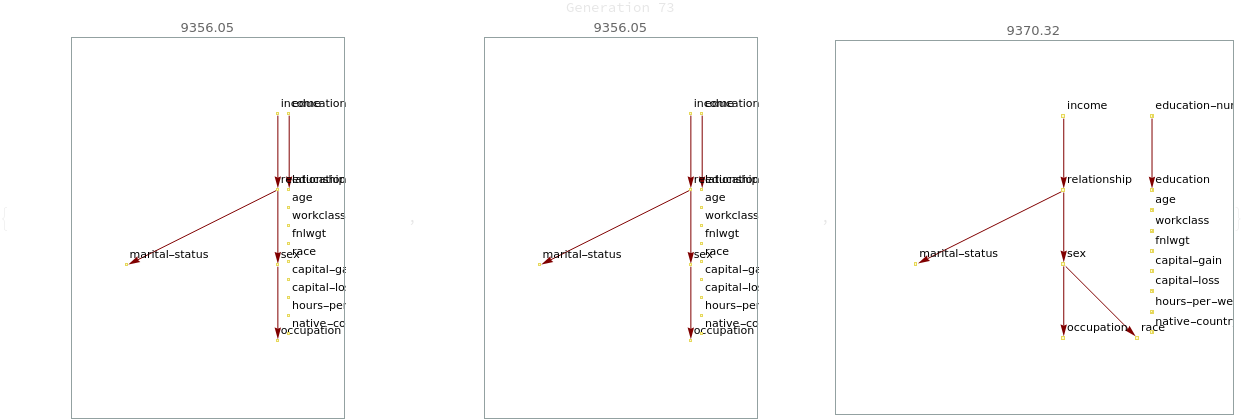 Generation 73
9356.05
income
education
relationship
education
age
workclass
fnlwgt
race
marital-status
sex
capital-ga
capital-los
hours-per
native-co
occupation
9356.05
income
education
relationship
education
age
workclass
fnlwgt
race
marital-status
sex
capital-ga
capital-los
hours-per
native-co
occupation
9370.32
income
education-num
relationship
education
age
workclass
fnlwgt
marital-status
sex
capital-gain
capital-loss
hours-per-we
native-countr
occupation
race